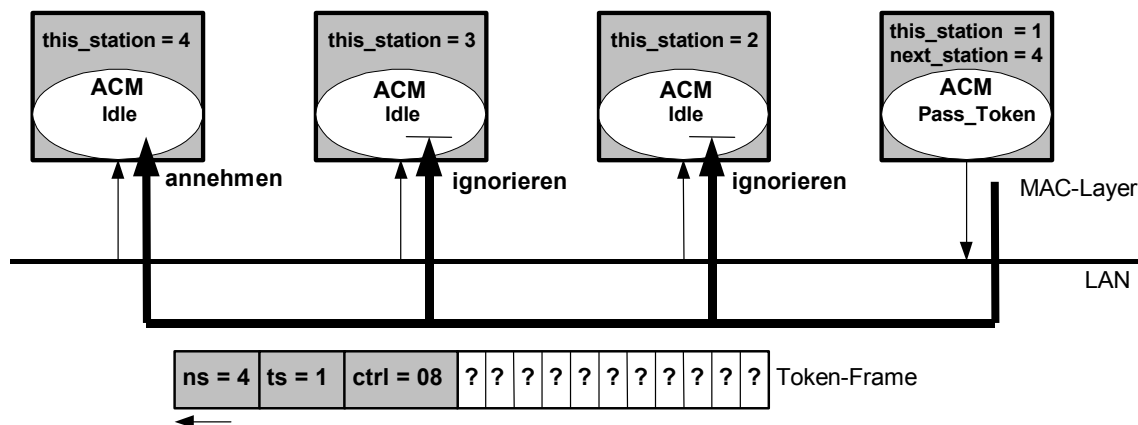 this_station = 4
ACM
Idle
this_station = 3
ACM
Idle
this_station = 2
ACM
Idle
this_station = 1
next_station = 4
ACM
Pass_Token
annehmen
ignorieren
ignorieren
MAC-Layer
LAN
ns = 4 ts = 1 ctrl = 08 ? ? ? ? ? ? ? ? ? ? ? Token-Frame